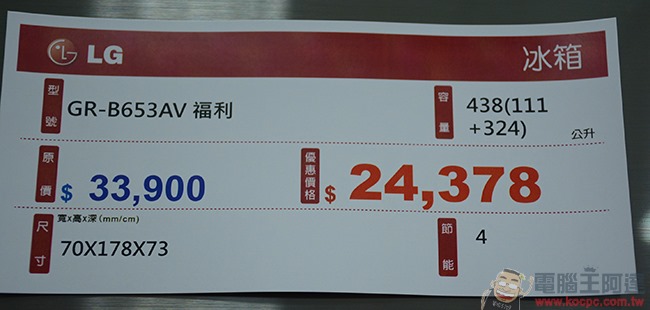 LG 冰箱
型號 GR-B653AV 福利
容量 438(111
+324) 公升
原價 $ 33,900
優惠價格 $ 24,378
尺寸 寬X高X深(mm/cm)
70X178X73
節能 4
電腦王阿達
www.kocpc.com.tw